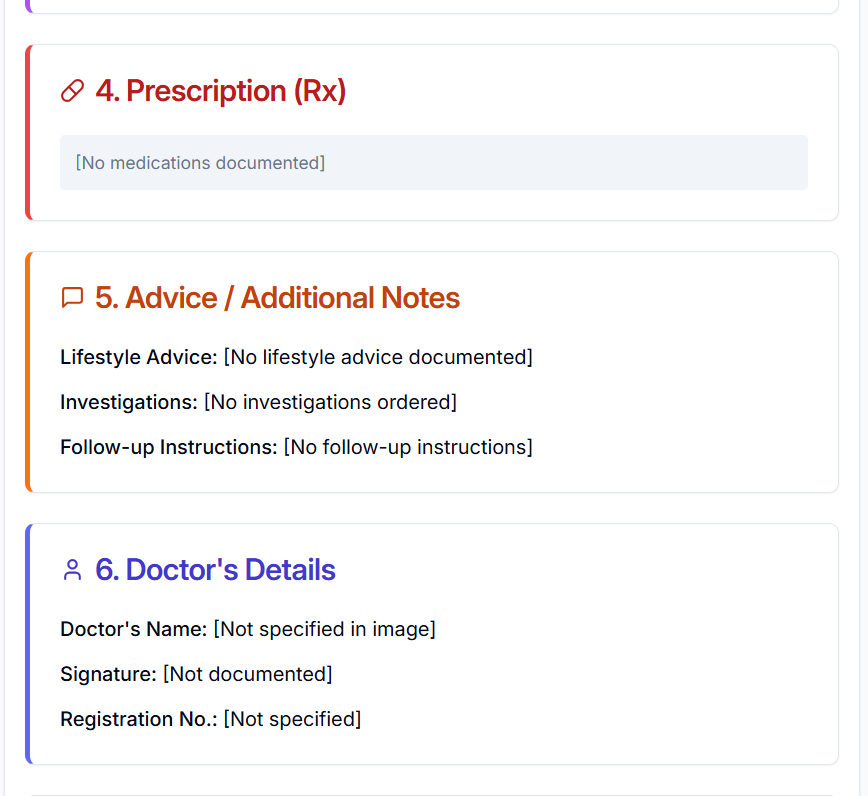 4. Prescription (Rx)
[No medications documented]
5. Advice / Additional Notes
Lifestyle Advice: [No lifestyle advice documented]
Investigations: [No investigations ordered]
Follow-up Instructions: [No follow-up instructions]
6. Doctor's Details
Doctor's Name: [Not specified in image]
Signature: [Not documented]
Registration No.: [Not specified]